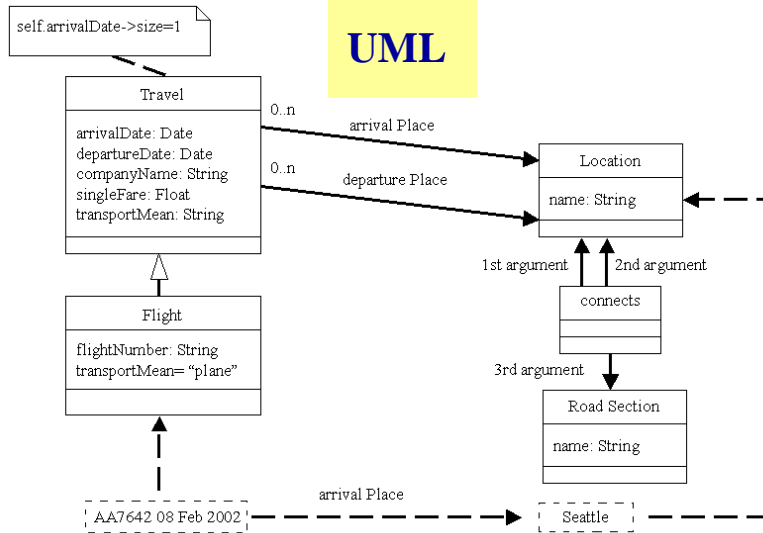 self.arrivalDate->size=1
UML
Travel
arrivalDate: Date
departureDate: Date
companyName: String
singleFare: Float
transportMean: String
0..n
arrival Place
0..n
departure Place
Location
name: String
1st argument
2nd argument
connects
3rd argument
Road Section
name: String
Flight
flightNumber: String
transportMean= “plane”
AA7642 08 Feb 2002
arrival Place
Seattle